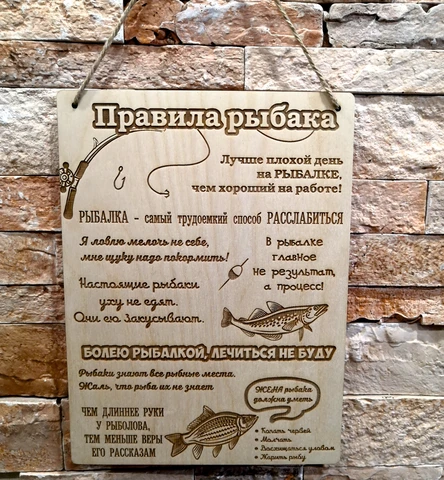 Правила рыбака
Лучше плохой день
на РЫБАЛКЕ,
чем хороший на работе!
РЫБАЛКА - самый трудоемкий способ РАССЛАБИТЬСЯ
Я ловлю мелочь не себе,
мне щуку надо покормить!
В рыбалке
главное
не результат,
а процесс!
Настоящие рыбаки
уху не едят.
Они ею закусывают.
БОЛЕЮ РЫБАЛКОЙ, ЛЕЧИТЬСЯ НЕ БУДУ
Рыбаки знают все рыбные места.
Жаль, что рыба их не знает
ЖЕНА рыбака
должна уметь
• Копать червей
• Молчать
• Восхищаться уловом
• Жарить рыбу
ЧЕМ ДЛИННЕЕ РУКИ
У РЫБОЛОВА,
ТЕМ МЕНЬШЕ ВЕРЫ
ЕГО РАССКАЗАМ